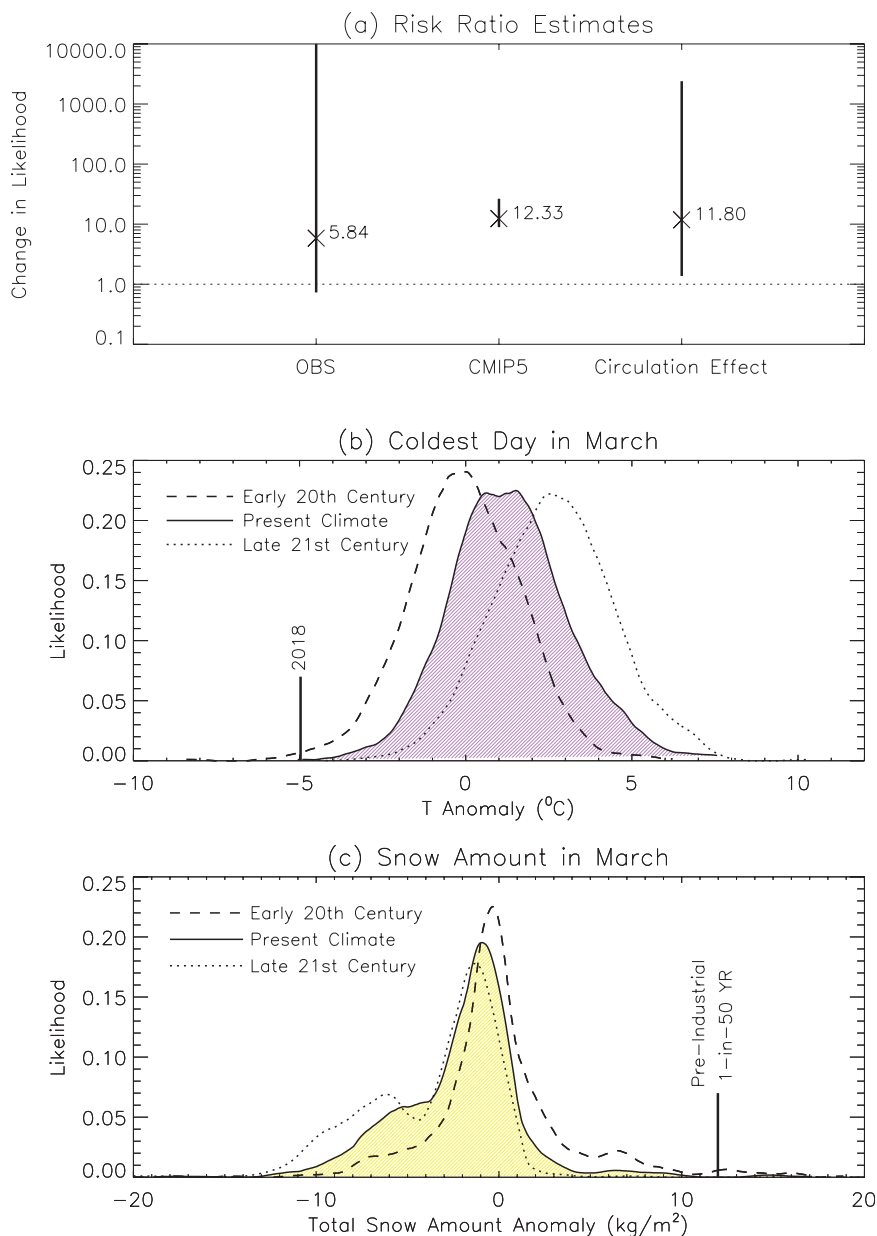 (a) Risk Ratio Estimates
10000.0
1000.0
100.0
10.0
1.0
0.1
Change in Likelihood
5.84
12.33
11.80
OBS CMIP5 Circulation Effect
(b) Coldest Day in March
0.25
0.20
0.15
0.10
0.05
0.00
Likelihood
Early 20th Century
Present Climate
Late 21st Century
2018
-10 -5 0 5 10
T Anomaly (⁰C)
(c) Snow Amount in March
0.25
0.20
0.15
0.10
0.05
0.00
Likelihood
Early 20th Century
Present Climate
Late 21st Century
Pre-Industrial
1-in-50 YR
-20 -10 0 10 20
Total Snow Amount Anomaly (kg/m²)